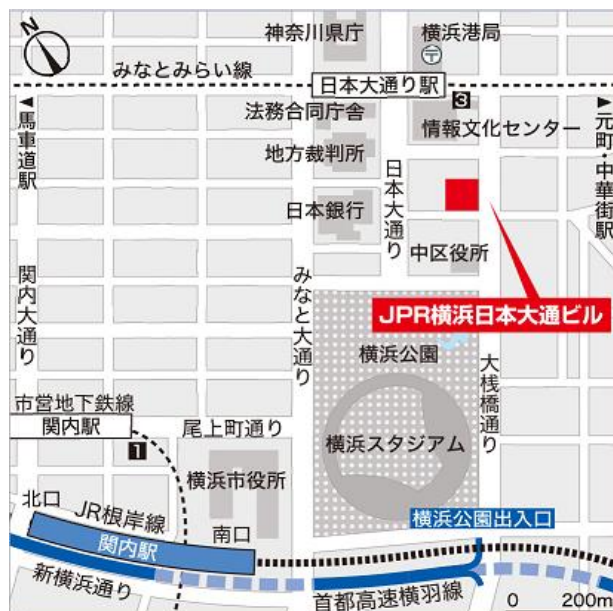 N
神奈川県庁
横浜港局
〒
みなとみらい線
日本大通り駅
3
馬車道駅
法務合同庁舎
情報文化センター
元町・中華街駅
地方裁判所
日本大通り
日本銀行
中区役所
関内大通り
みなと大通り
JPR横浜日本大通ビル
横浜公園
大桟橋通り
市営地下鉄線
関内駅
1
尾上町通り
横浜スタジアム
横浜市役所
北口
JR根岸線
関内駅
南口
横浜公園出入口
新横浜通り
首都高速横羽線
0 200m